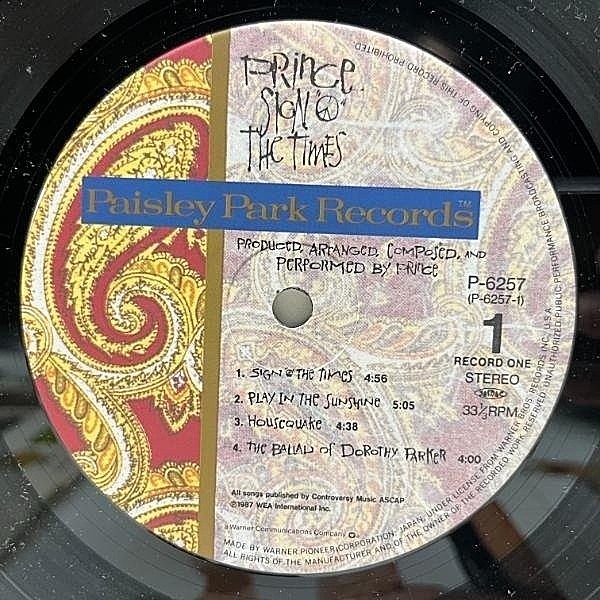 PRINCE
SIGN "☮"
THE TIMES
Paisley Park Records™
PRODUCED, ARRANGED, COMPOSED, AND
PERFORMED BY PRINCE
P-6257
(P-6257-1)
1
RECORD ONE
STEREO
33⅓RPM
1. SIGN ☮ THE TIMES 4:56
2. PLAY IN THE SUNSHINE 5:05
3. HOUSEQUAKE 4:38
4. THE BALLAD of DOROTHY PARKER 4:00
All songs published by Controversy Music ASCAP
℗1987 WEA International Inc.
a Warner Communications Company
MADE BY WARNER PIONEER CORPORATION, JAPAN, UNDER LICENSE FROM WARNER BROS. RECORDS INC., U.S.A.
ALL RIGHTS OF THE MANUFACTURER AND OF THE OWNER OF THE RECORDED WORK RESERVED. UNAUTHORIZED PUBLIC PERFORMANCE, BROADCASTING AND COPYING OF THIS RECORD PROHIBITED